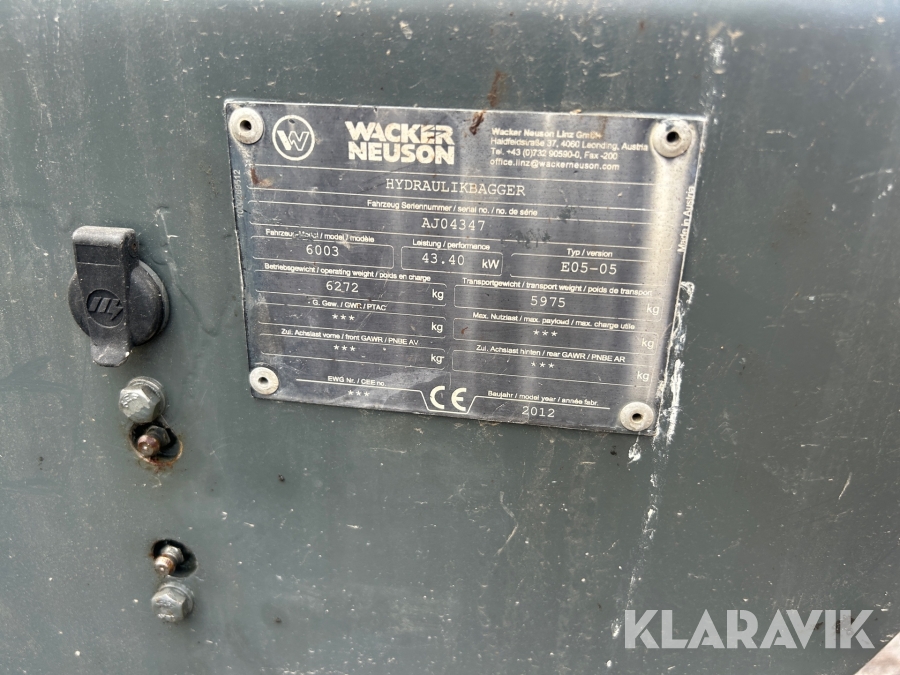 WACKER
NEUSON
Wacker Neuson Linz GmbH
Haidfeldstraße 37, 4060 Leonding, Austria
Tel. +43 (0)732 90590-0, Fax -200
office.linz@wackerneuson.com
HYDRAULIKBAGGER
Fahrzeug Seriennummer / serial no. / no. de série
AJ04347
Fahrzeug-Modell / model / modèle
6003
Leistung / performance
43.40 kW
Typ / version
E05-05
Betriebsgewicht / operating weight / poids en charge
6272 kg
Transportgewicht / transport weight / poids de transport
5975 kg
G. Gew. / GWR / PTAC
*** kg
Max. Nutzlast / max. payload / max. charge utile
*** kg
Zul. Achslast vorne / front GAWR / PNBE AV
*** kg
Zul. Achslast hinten / rear GAWR / PNBE AR
*** kg
EWG Nr. / CEE no.
***
CE
Baujahr / model year / année fabr.
2012
Made in Austria
KLARAVIK